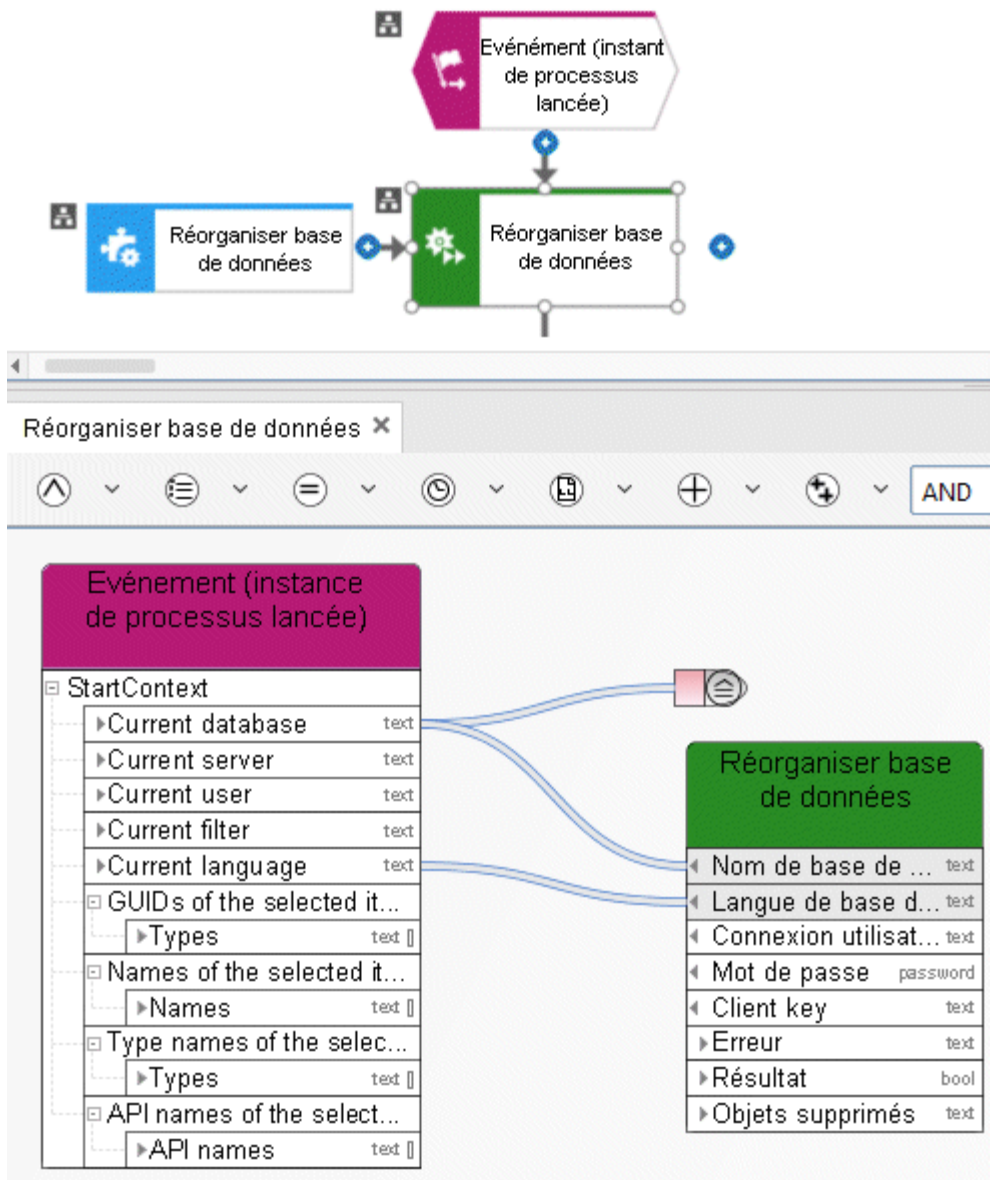 Evénément (instant
de processus
lancée)
Réorganiser base
de données
Réorganiser base
de données
Réorganiser base de données ×
AND
Evénement (instance
de processus lancée)
StartContext
Current database text
Current server text
Current user text
Current filter text
Current language text
GUIDs of the selected it...
Types text []
Names of the selected it...
Names text []
Type names of the selec...
Types text []
API names of the select...
API names text []
Réorganiser base
de données
Nom de base de ... text
Langue de base d... text
Connexion utilisat... text
Mot de passe password
Client key text
Erreur text
Résultat bool
Objets supprimés text